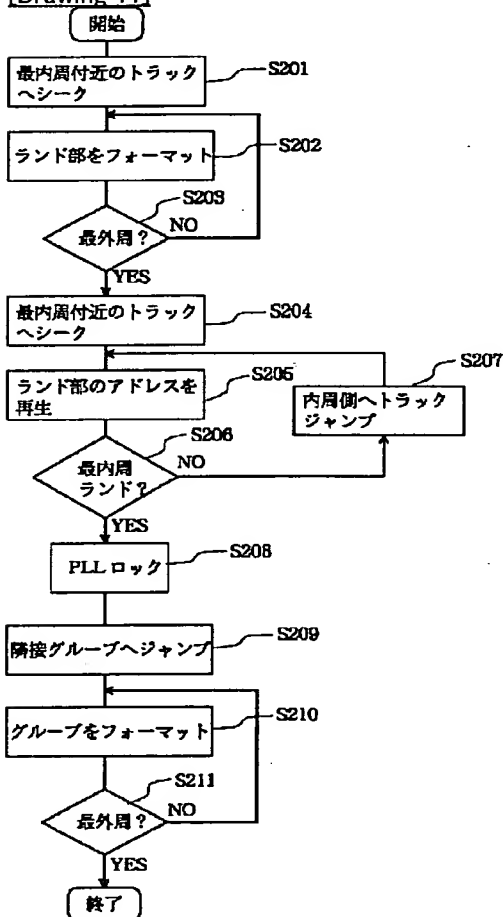 開始
最内周付近のトラック
へシーク
S201
ランド部をフォーマット
S202
S203
最外周?
NO
YES
最内周付近のトラック
へシーク
S204
ランド部のアドレスを
再生
S205
S207
内周側へトラック
ジャンプ
S206
最内周
ランド?
NO
YES
PLL ロック
S208
隣接グルーブへジャンプ
S209
グルーブをフォーマット
S210
S211
最外周?
NO
YES
終了